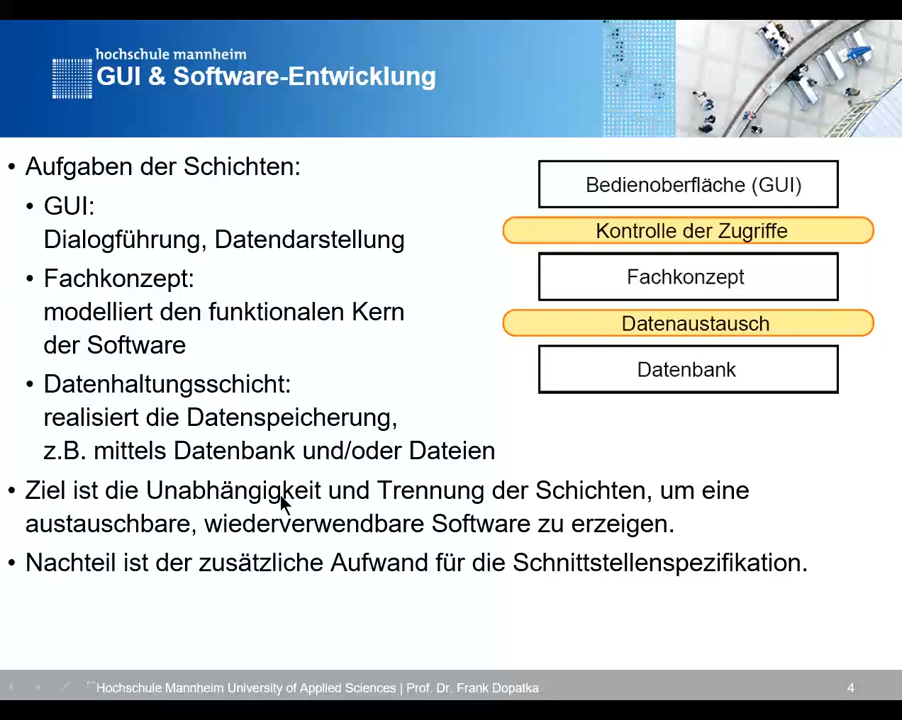 hochschule mannheim
GUI & Software-Entwicklung
• Aufgaben der Schichten:
• GUI:
Dialogführung, Datendarstellung
• Fachkonzept:
modelliert den funktionalen Kern
der Software
• Datenhaltungsschicht:
realisiert die Datenspeicherung,
z.B. mittels Datenbank und/oder Dateien
• Ziel ist die Unabhängigkeit und Trennung der Schichten, um eine
austauschbare, wiederverwendbare Software zu erzeigen.
• Nachteil ist der zusätzliche Aufwand für die Schnittstellenspezifikation.
Bedienoberfläche (GUI)
Kontrolle der Zugriffe
Fachkonzept
Datenaustausch
Datenbank
Hochschule Mannheim University of Applied Sciences | Prof. Dr. Frank Dopatka
4